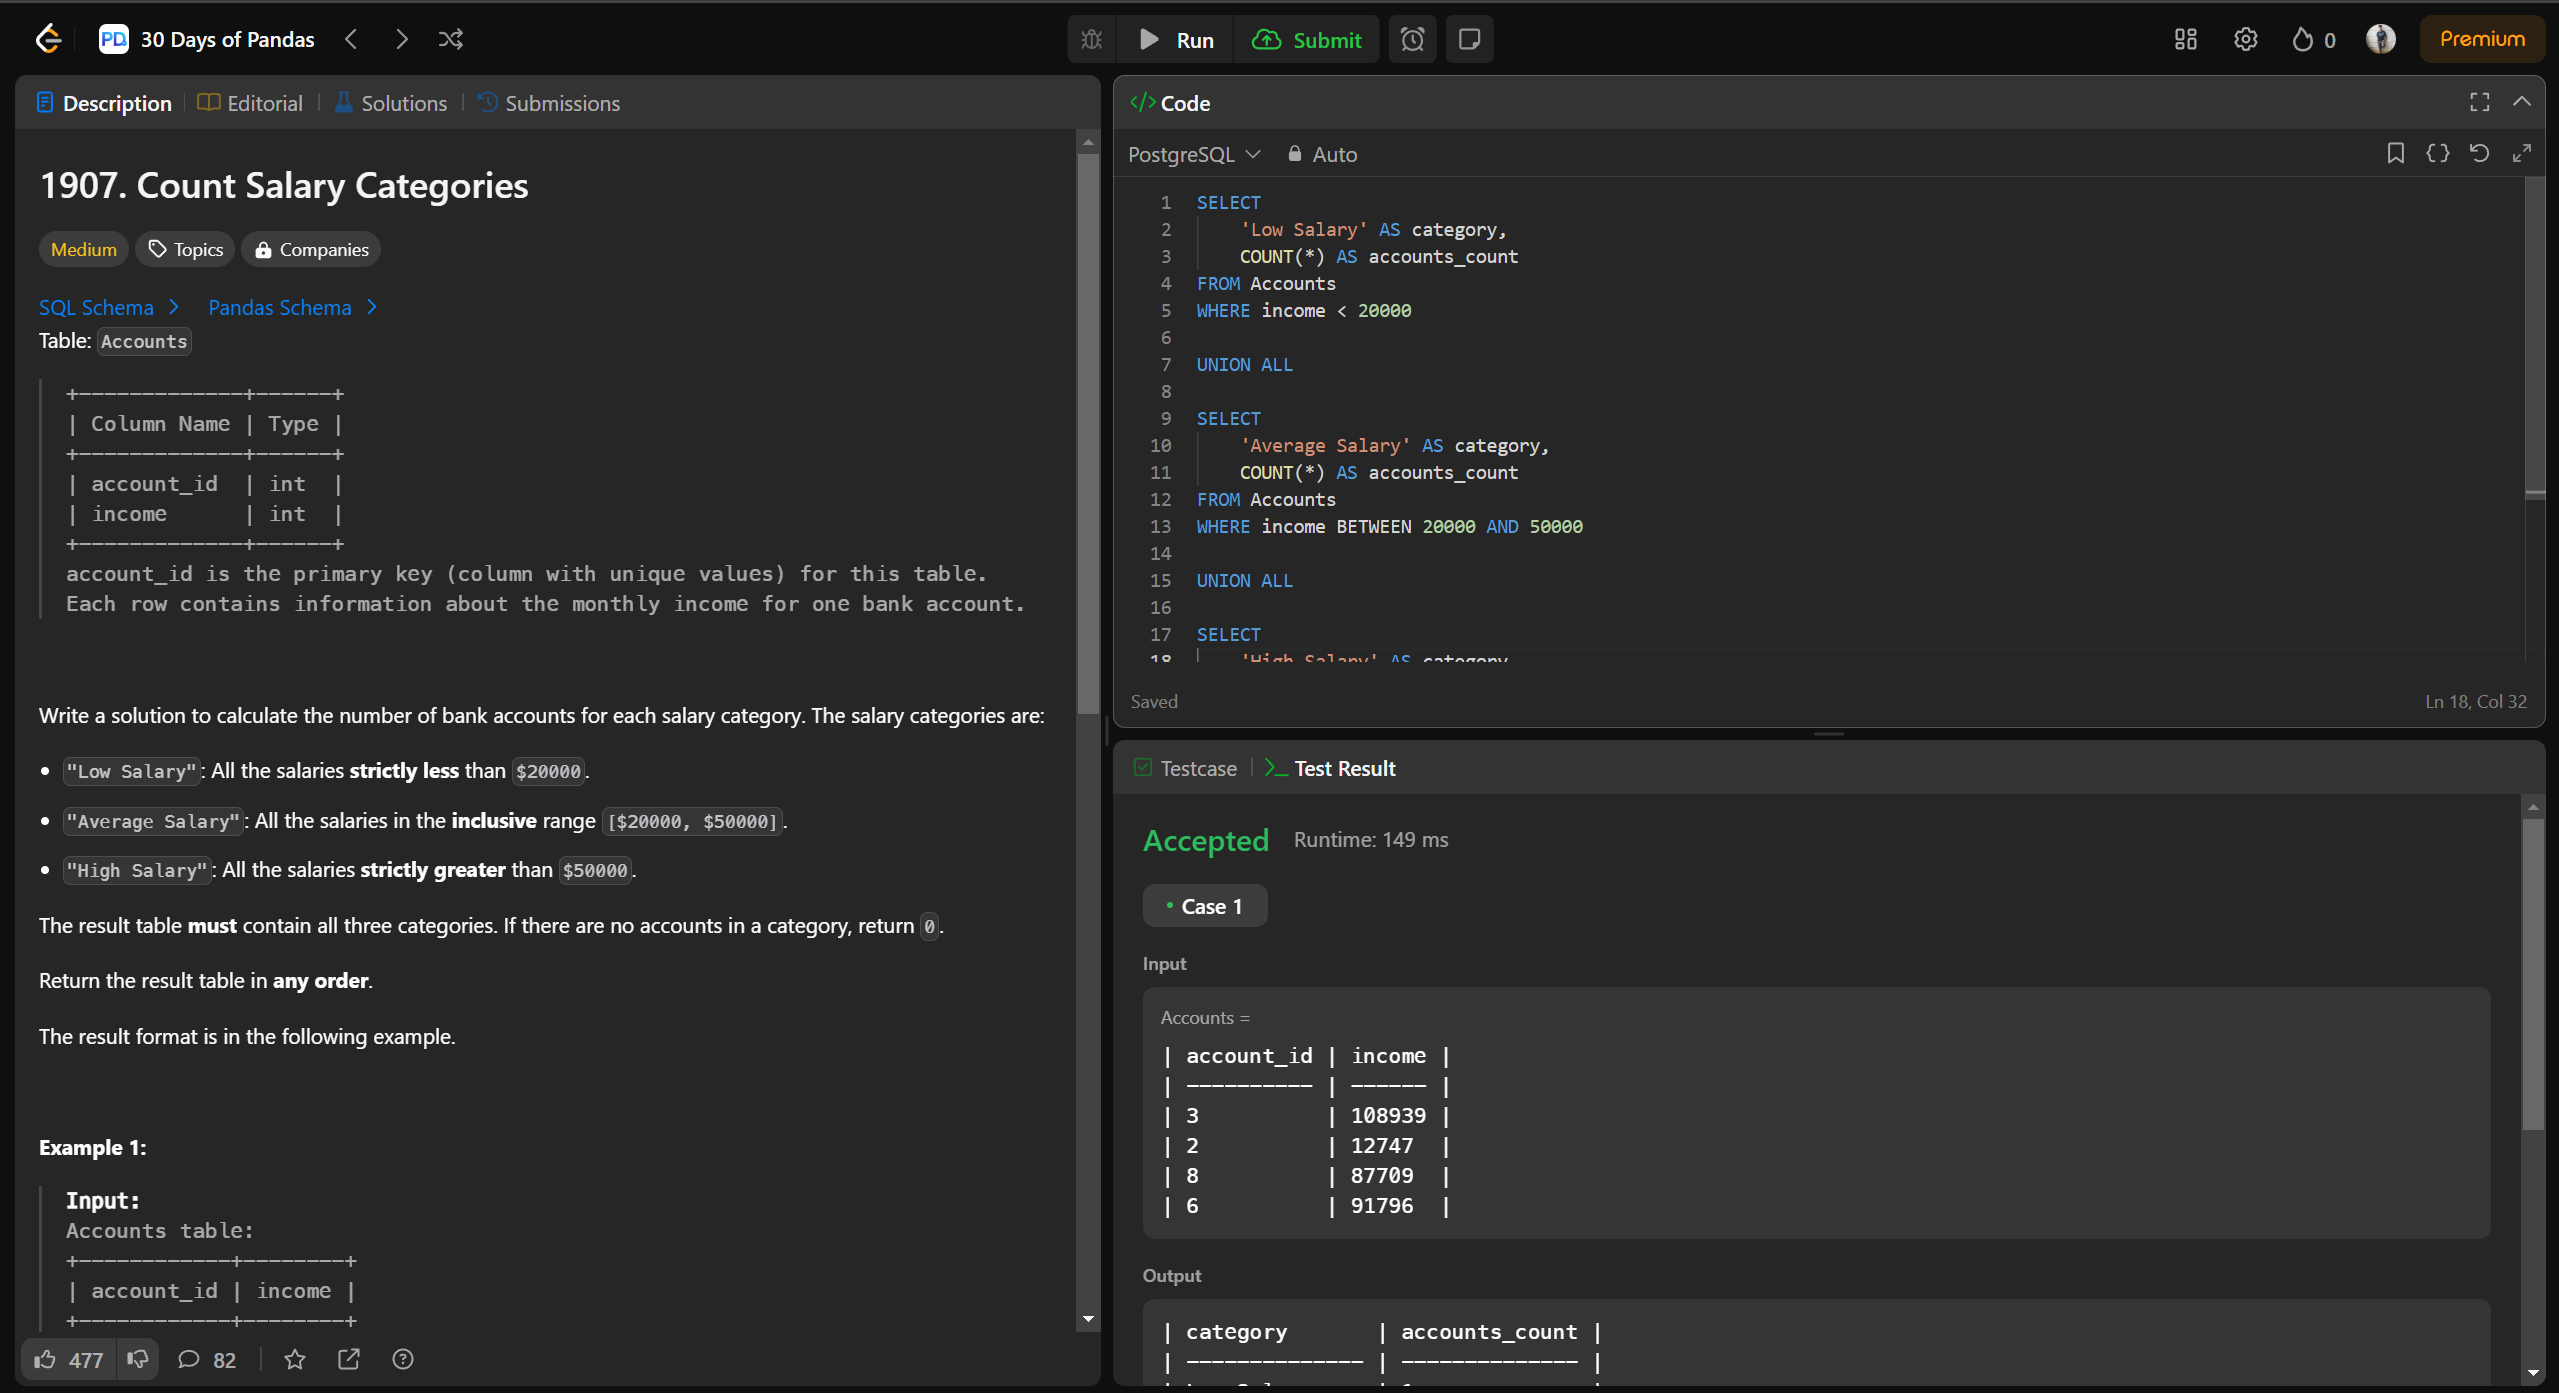 PD 30 Days of Pandas
Run
Submit
0
Premium
Description
Editorial
Solutions
Submissions
1907. Count Salary Categories
Medium
Topics
Companies
SQL Schema
Pandas Schema
Table: Accounts
+-------------+------+
| Column Name | Type |
+-------------+------+
| account_id  | int  |
| income      | int  |
+-------------+------+
account_id is the primary key (column with unique values) for this table.
Each row contains information about the monthly income for one bank account.
Write a solution to calculate the number of bank accounts for each salary category. The salary categories are:
• "Low Salary": All the salaries strictly less than $20000.
• "Average Salary": All the salaries in the inclusive range [$20000, $50000].
• "High Salary": All the salaries strictly greater than $50000.
The result table must contain all three categories. If there are no accounts in a category, return 0.
Return the result table in any order.
The result format is in the following example.
Example 1:
Input:
Accounts table:
+------------+--------+
| account_id | income |
+------------+--------+
477
82
</> Code
PostgreSQL
Auto
1 SELECT
2     'Low Salary' AS category,
3     COUNT(*) AS accounts_count
4 FROM Accounts
5 WHERE income < 20000
6
7 UNION ALL
8
9 SELECT
10     'Average Salary' AS category,
11     COUNT(*) AS accounts_count
12 FROM Accounts
13 WHERE income BETWEEN 20000 AND 50000
14
15 UNION ALL
16
17 SELECT
18     'High Salary' AS category
Saved
Ln 18, Col 32
Testcase
Test Result
Accepted
Runtime: 149 ms
• Case 1
Input
Accounts =
| account_id | income |
| ---------- | ------ |
| 3          | 108939 |
| 2          | 12747  |
| 8          | 87709  |
| 6          | 91796  |
Output
| category       | accounts_count |
| -------------- | -------------- |